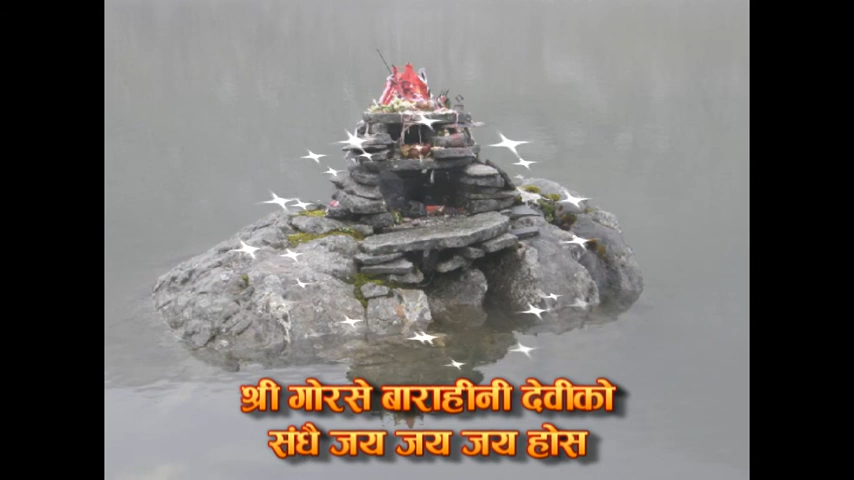 श्री गोरसे बाराहीनी देवीको
संधै जय जय जय होस